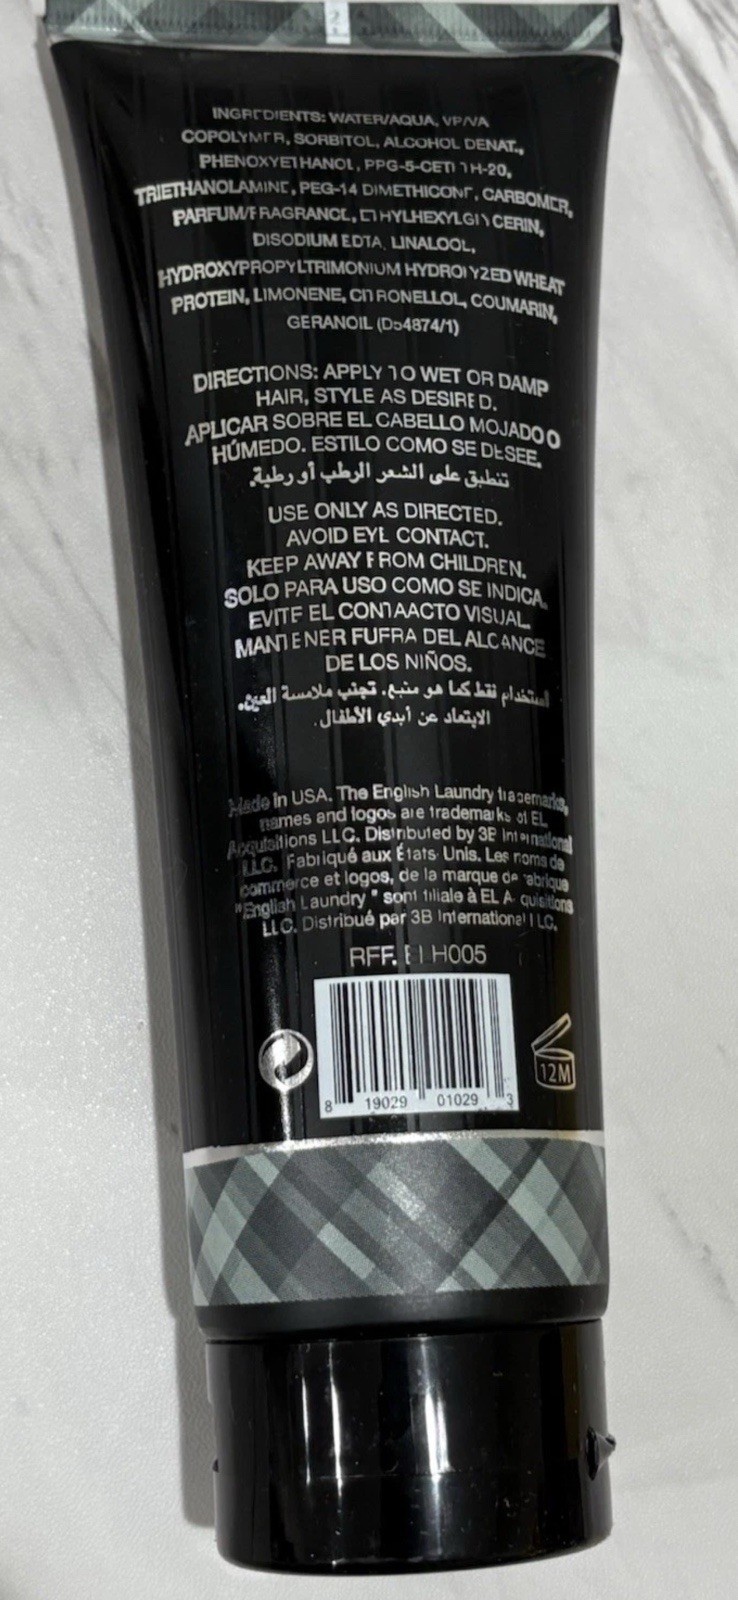 INGREDIENTS: WATER/AQUA, VP/VA
COPOLYMER, SORBITOL, ALCOHOL DENAT.,
PHENOXYETHANOL, PPG-5-CETETH-20,
TRIETHANOLAMINE, PEG-14 DIMETHICONE, CARBOMER,
PARFUM/FRAGRANCE, ETHYLHEXYLGLYCERIN,
DISODIUM EDTA, LINALOOL,
HYDROXYPROPYLTRIMONIUM HYDROLYZED WHEAT
PROTEIN, LIMONENE, CITRONELLOL, COUMARIN,
GERANOIL (D54874/1)
DIRECTIONS: APPLY TO WET OR DAMP
HAIR, STYLE AS DESIRED.
APLICAR SOBRE EL CABELLO MOJADO O
HÚMEDO. ESTILO COMO SE DESEE.
تنطبق على الشعر الرطب أو رطبة.
USE ONLY AS DIRECTED.
AVOID EYE CONTACT.
KEEP AWAY FROM CHILDREN.
SOLO PARA USO COMO SE INDICA.
EVITE EL CONTAACTO VISUAL.
MANTENER FUERA DEL ALCANCE
DE LOS NIÑOS.
استخدام فقط كما هو متبع. تجنب ملامسة العين.
الابتعاد عن أبدي الأطفال.
Made in USA. The English Laundry trademarks,
names and logos are trademarks of EL
Acquisitions LLC. Distributed by 3B International
LLC. Fabriqué aux États-Unis. Les noms de
commerce et logos, de la marque de fabrique
"English Laundry" sont filiale à EL Acquisitions
LLC. Distribué par 3B International LLC.
REF. ELH005
12M
8 19029 01029 3